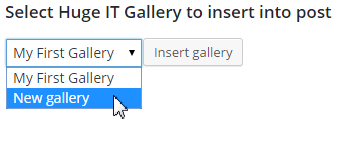 Select Huge IT Gallery to insert into post
My First Gallery Insert gallery
My First Gallery
New gallery